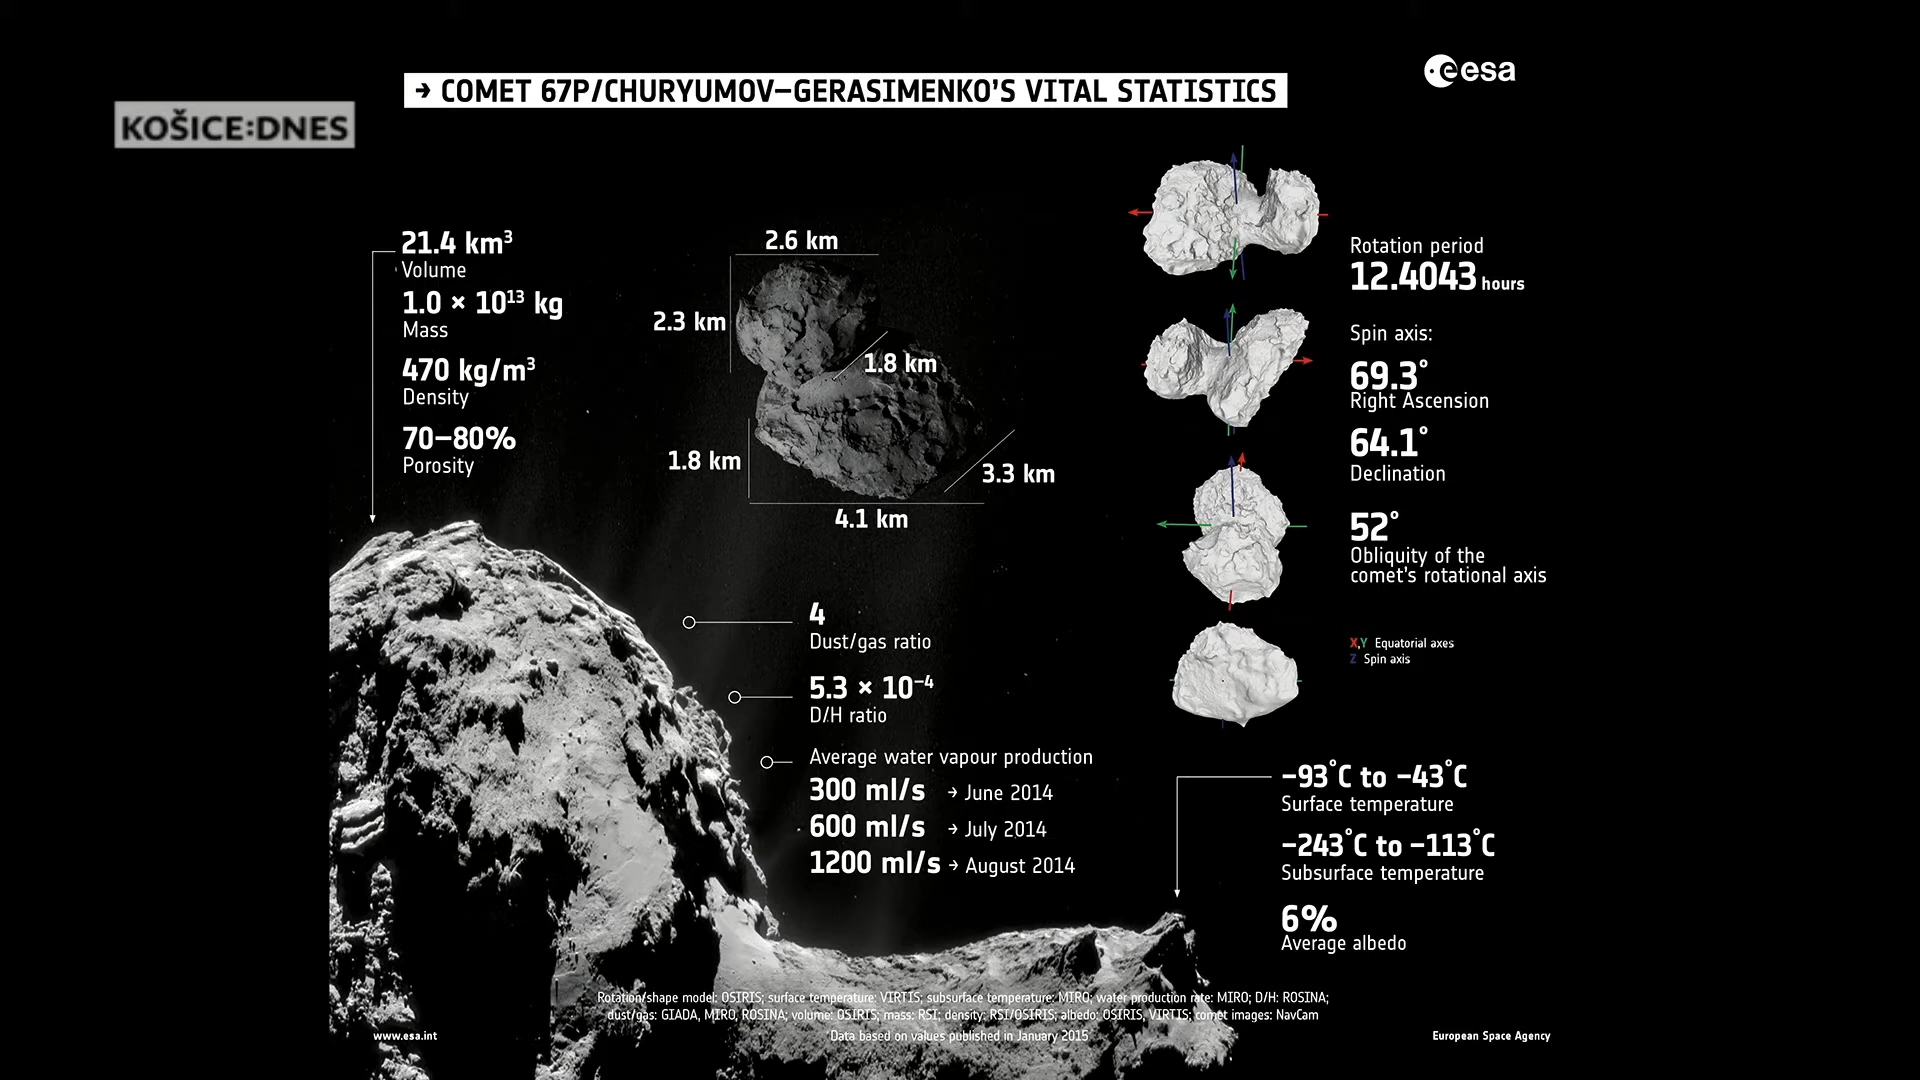 → COMET 67P/CHURYUMOV–GERASIMENKO'S VITAL STATISTICS
esa
KOŠICE:DNES
21.4 km³
Volume
1.0 × 10¹³ kg
Mass
470 kg/m³
Density
70–80%
Porosity
2.6 km
2.3 km
1.8 km
1.8 km
3.3 km
4.1 km
Rotation period
12.4043 hours
Spin axis:
69.3°
Right Ascension
64.1°
Declination
52°
Obliquity of the
comet's rotational axis
X,Y Equatorial axes
Z Spin axis
4
Dust/gas ratio
5.3 × 10⁻⁴
D/H ratio
Average water vapour production
300 ml/s → June 2014
600 ml/s → July 2014
1200 ml/s → August 2014
–93°C to –43°C
Surface temperature
–243°C to –113°C
Subsurface temperature
6%
Average albedo
Rotation/shape model: OSIRIS; surface temperature: VIRTIS; subsurface temperature: MIRO; water production rate: MIRO; D/H: ROSINA;
dust/gas: GIADA, MIRO, ROSINA; volume: OSIRIS; mass: RSI; density: RSI/OSIRIS; albedo: OSIRIS, VIRTIS; comet images: NavCam
www.esa.int
Data based on values published in January 2015
European Space Agency